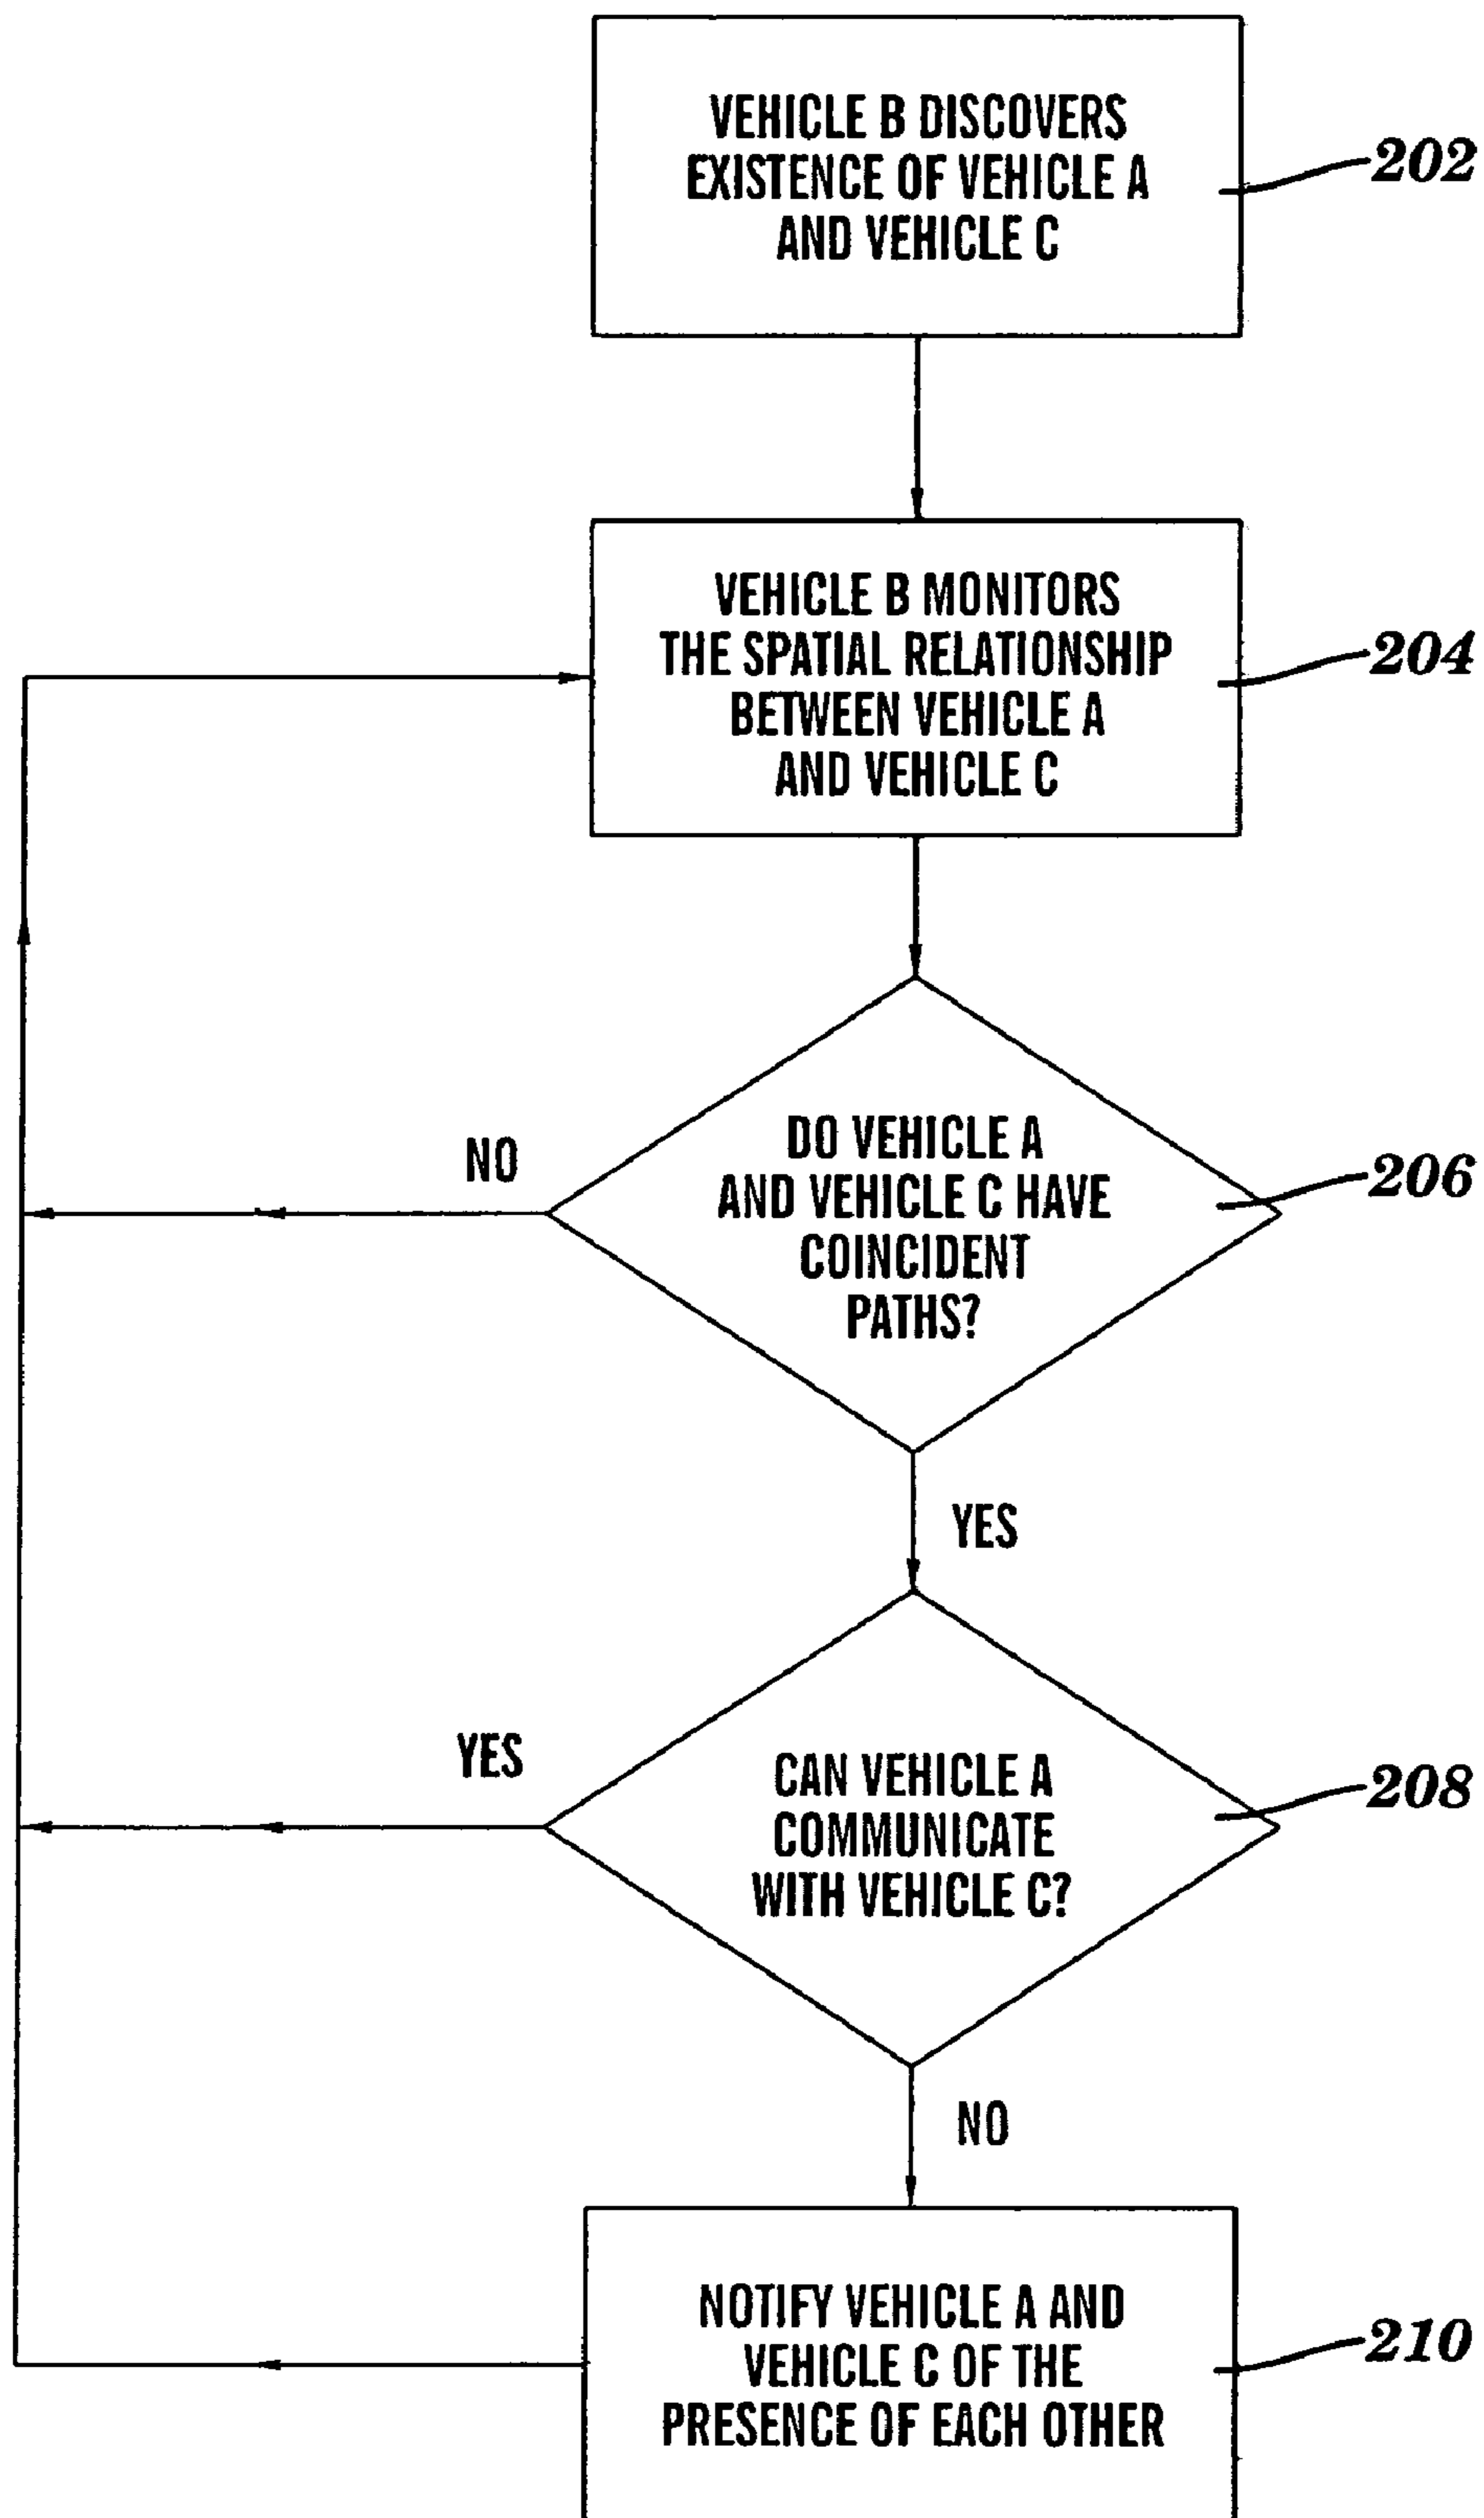 VEHICLE B DISCOVERS
EXISTENCE OF VEHICLE A
AND VEHICLE C
202
VEHICLE B MONITORS
THE SPATIAL RELATIONSHIP
BETWEEN VEHICLE A
AND VEHICLE C
204
DO VEHICLE A
AND VEHICLE C HAVE
COINCIDENT
PATHS?
206
NO
YES
CAN VEHICLE A
COMMUNICATE
WITH VEHICLE C?
208
YES
NO
NOTIFY VEHICLE A AND
VEHICLE C OF THE
PRESENCE OF EACH OTHER
210